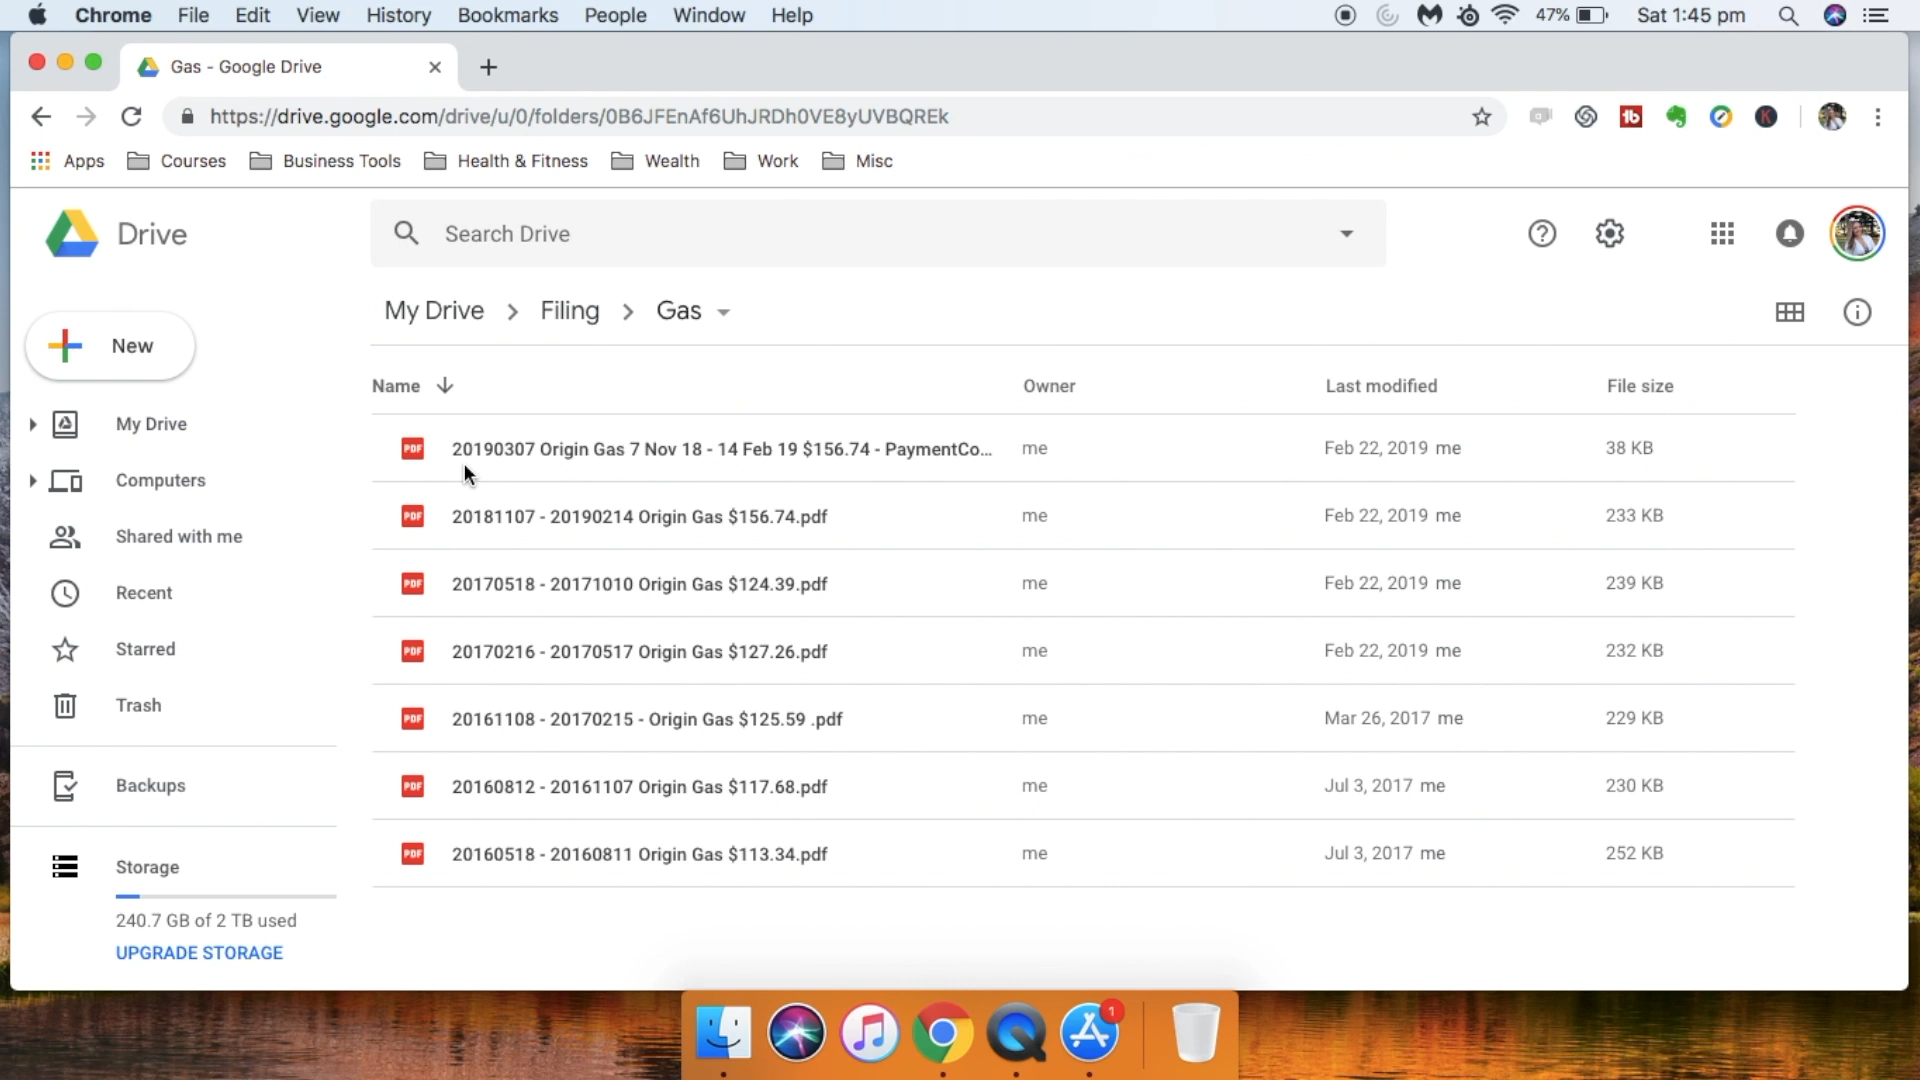 Chrome File Edit View History Bookmarks People Window Help 47% Sat 1:45 pm
Gas - Google Drive
https://drive.google.com/drive/u/0/folders/0B6JFEnAf6UhJRDh0VE8yUVBQREk
Apps Courses Business Tools Health & Fitness Wealth Work Misc
Drive
Search Drive
My Drive Filing Gas
New
Name Owner Last modified File size
My Drive
Computers
Shared with me
Recent
Starred
Trash
Backups
Storage
240.7 GB of 2 TB used
UPGRADE STORAGE
PDF 20190307 Origin Gas 7 Nov 18 - 14 Feb 19 $156.74 - PaymentCo... me Feb 22, 2019 me 38 KB
PDF 20181107 - 20190214 Origin Gas $156.74.pdf me Feb 22, 2019 me 233 KB
PDF 20170518 - 20171010 Origin Gas $124.39.pdf me Feb 22, 2019 me 239 KB
PDF 20170216 - 20170517 Origin Gas $127.26.pdf me Feb 22, 2019 me 232 KB
PDF 20161108 - 20170215 - Origin Gas $125.59 .pdf me Mar 26, 2017 me 229 KB
PDF 20160812 - 20161107 Origin Gas $117.68.pdf me Jul 3, 2017 me 230 KB
PDF 20160518 - 20160811 Origin Gas $113.34.pdf me Jul 3, 2017 me 252 KB
1